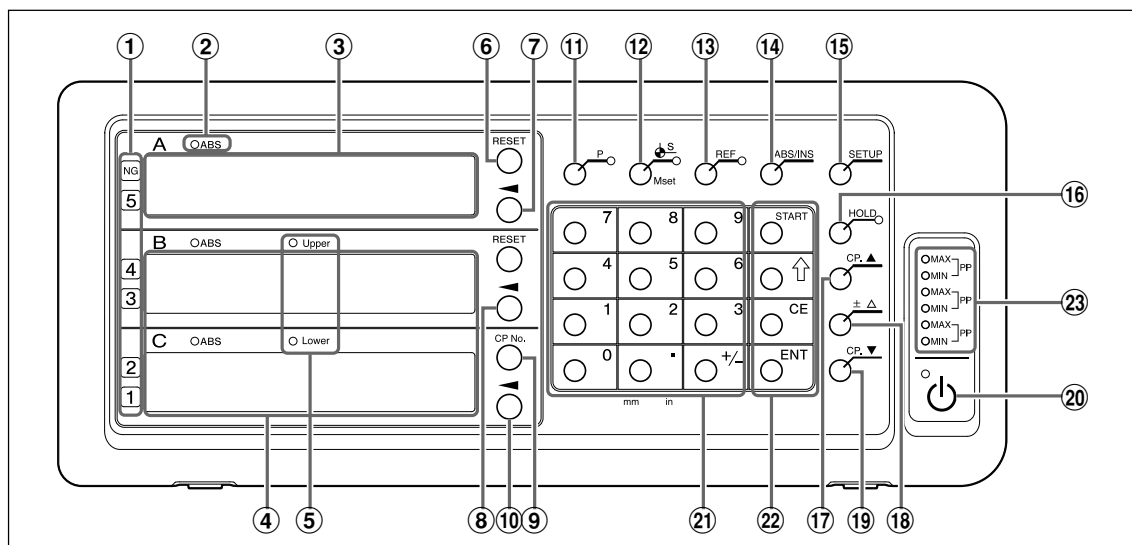 ① ② ③ ⑥ ⑦ ⑪ ⑫ ⑬ ⑭ ⑮
A ABS RESET
NG
5
P S REF ABS/INS SETUP
Mset
⑯
HOLD
B ABS Upper RESET
4
3
C ABS Lower CP No.
2
1
7 8 9 START
4 5 6
1 2 3 CE
0 . +/- ENT
mm in
CP. ▲
± △
CP. ▼
MAX
MIN PP
MAX
MIN PP
MAX
MIN PP
㉓
⑳
④ ⑤ ⑧ ⑩ ⑨ ㉑ ㉒ ⑰ ⑲ ⑱